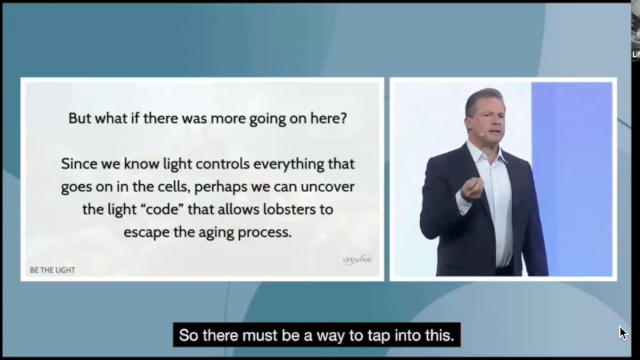 But what if there was more going on here?
Since we know light controls everything that
goes on in the cells, perhaps we can uncover
the light “code” that allows lobsters to
escape the aging process.
LIFEWAVE
BE THE LIGHT
So there must be a way to tap into this.